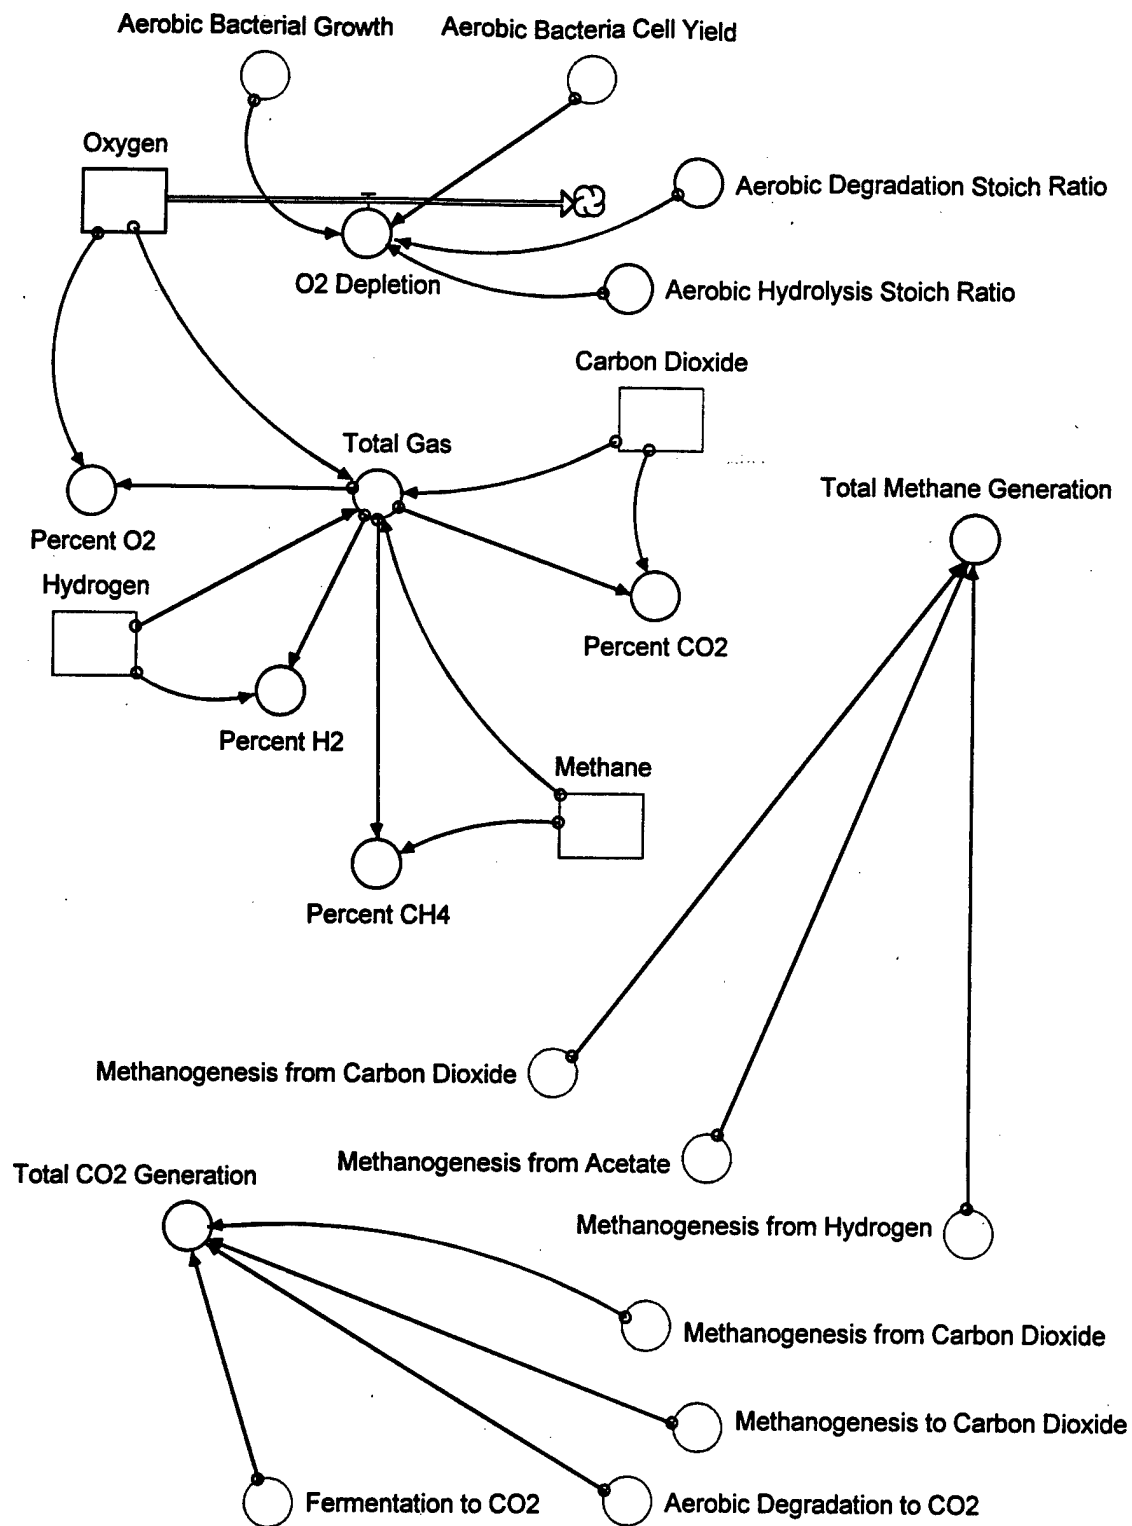 Aerobic Bacterial Growth
Aerobic Bacteria Cell Yield
Oxygen
Aerobic Degradation Stoich Ratio
O2 Depletion
Aerobic Hydrolysis Stoich Ratio
Carbon Dioxide
Total Gas
Total Methane Generation
Percent O2
Hydrogen
Percent CO2
Percent H2
Methane
Percent CH4
Methanogenesis from Carbon Dioxide
Methanogenesis from Acetate
Total CO2 Generation
Methanogenesis from Hydrogen
Methanogenesis from Carbon Dioxide
Methanogenesis to Carbon Dioxide
Fermentation to CO2
Aerobic Degradation to CO2